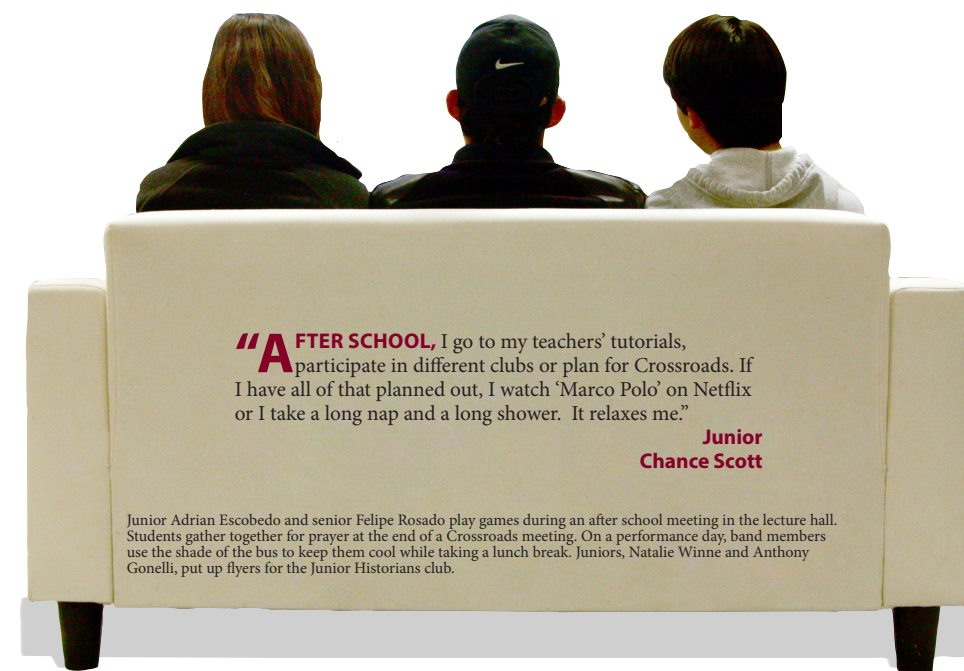 “AFTER SCHOOL, I go to my teachers’ tutorials,
participate in different clubs or plan for Crossroads. If
I have all of that planned out, I watch ‘Marco Polo’ on Netflix
or I take a long nap and a long shower.  It relaxes me.”
Junior
Chance Scott
Junior Adrian Escobedo and senior Felipe Rosado play games during an after school meeting in the lecture hall.
Students gather together for prayer at the end of a Crossroads meeting. On a performance day, band members
use the shade of the bus to keep them cool while taking a lunch break. Juniors, Natalie Winne and Anthony
Gonelli, put up flyers for the Junior Historians club.